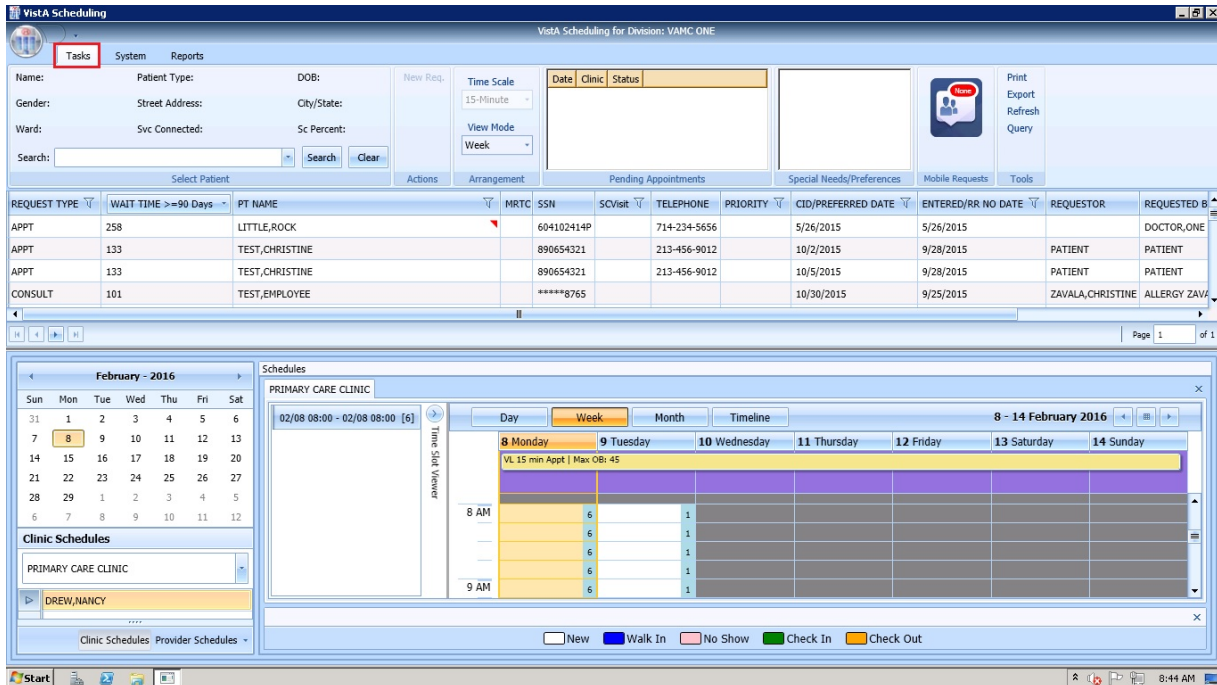 VistA Scheduling
VistA Scheduling for Division: VAMC ONE
Tasks System Reports
Name: Patient Type: DOB:
Gender: Street Address: City/State:
Ward: Svc Connected: Sc Percent:
Search: Search Clear
Select Patient
New Req.
Actions
Time Scale
15-Minute
View Mode
Week
Arrangement
Date Clinic Status
Pending Appointments
Special Needs/Preferences
None
Mobile Requests
Print
Export
Refresh
Query
Tools
REQUEST TYPE WAIT TIME >=90 Days PT NAME MRTC SSN SCVisit TELEPHONE PRIORITY CID/PREFERRED DATE ENTERED/RR NO DATE REQUESTOR REQUESTED B
APPT 258 LITTLE,ROCK 604102414P 714-234-5656 5/26/2015 5/26/2015 DOCTOR,ONE
APPT 133 TEST,CHRISTINE 890654321 213-456-9012 10/2/2015 9/28/2015 PATIENT PATIENT
APPT 133 TEST,CHRISTINE 890654321 213-456-9012 10/5/2015 9/28/2015 PATIENT PATIENT
CONSULT 101 TEST,EMPLOYEE *****8765 10/30/2015 9/25/2015 ZAVALA,CHRISTINE ALLERGY ZAVA
Page 1 of 1
February - 2016
Sun Mon Tue Wed Thu Fri Sat
31 1 2 3 4 5 6
7 8 9 10 11 12 13
14 15 16 17 18 19 20
21 22 23 24 25 26 27
28 29 1 2 3 4 5
6 7 8 9 10 11 12
Clinic Schedules
PRIMARY CARE CLINIC
DREW,NANCY
Clinic Schedules Provider Schedules
Schedules
PRIMARY CARE CLINIC
02/08 08:00 - 02/08 08:00 [6]
Time Slot Viewer
Day Week Month Timeline 8 - 14 February 2016
8 Monday 9 Tuesday 10 Wednesday 11 Thursday 12 Friday 13 Saturday 14 Sunday
VL 15 min Appt | Max OB: 45
8 AM 6 1
6 1
6 1
6 1
9 AM 6 1
New Walk In No Show Check In Check Out
Start 8:44 AM